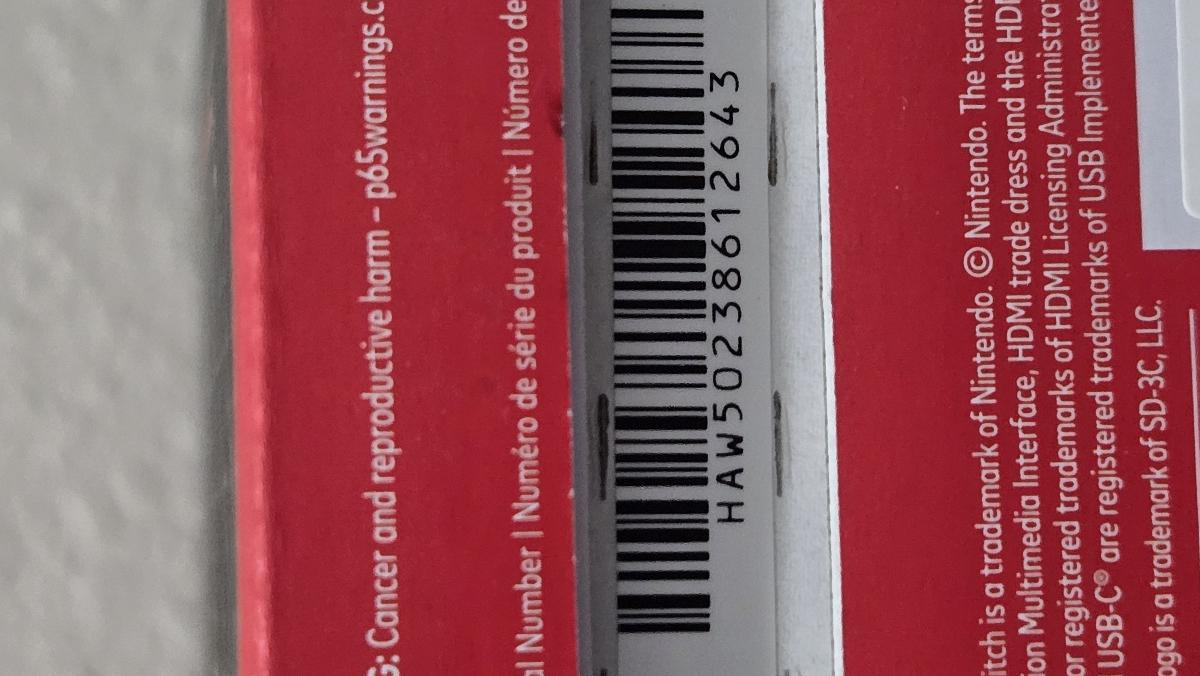 G: Cancer and reproductive harm – p65warnings.c
al Number | Numéro de série du produit | Número de
HAW50238612643
itch is a trademark of Nintendo. © Nintendo. The terms
ion Multimedia Interface, HDMI trade dress and the HDM
or registered trademarks of HDMI Licensing Administrat
USB-C® are registered trademarks of USB Implemente
ogo is a trademark of SD-3C, LLC.